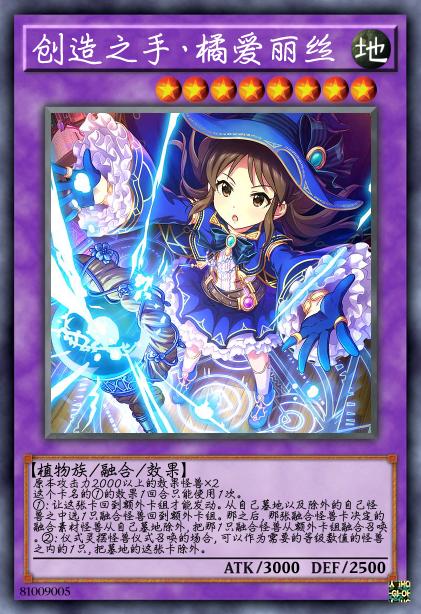 创造之手·橘爱丽丝
地
【植物族/融合/效果】
原本攻击力2000以上的效果怪兽×2
这个卡名的①的效果1回合只能使用1次。
①:让这张卡回到额外卡组才能发动。从自己墓地以及除外的自己怪
兽之中选1只融合怪兽回到额外卡组。那之后,那张融合怪兽卡决定的
融合素材怪兽从自己墓地除外,把那1只融合怪兽从额外卡组融合召唤
。②:仪式灵摆怪兽仪式召唤的场合,可以作为需要的等级数值的怪兽
之内的1只,把墓地的这张卡除外。
ATK/3000 DEF/2500
81009005